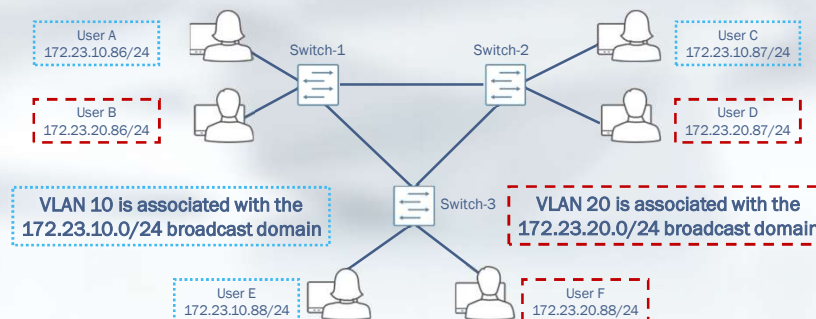 User A
172.23.10.86/24
Switch-1
Switch-2
User C
172.23.10.87/24
User B
172.23.20.86/24
User D
172.23.20.87/24
VLAN 10 is associated with the
172.23.10.0/24 broadcast domain
Switch-3
VLAN 20 is associated with the
172.23.20.0/24 broadcast domain
User E
172.23.10.88/24
User F
172.23.20.88/24